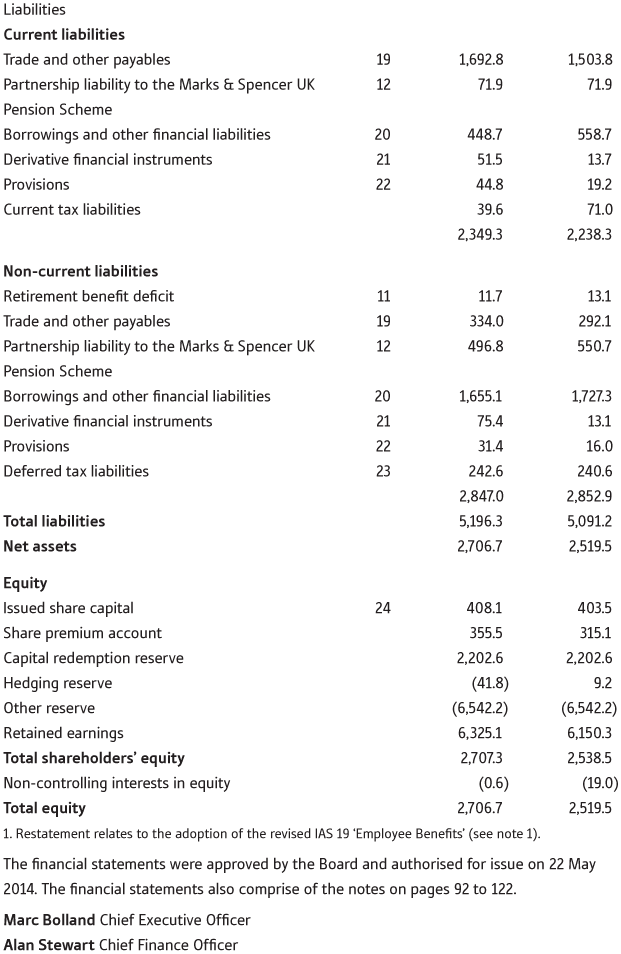 Liabilities
Current liabilities
Trade and other payables 19 1,692.8 1,503.8
Partnership liability to the Marks & Spencer UK 12 71.9 71.9
Pension Scheme
Borrowings and other financial liabilities 20 448.7 558.7
Derivative financial instruments 21 51.5 13.7
Provisions 22 44.8 19.2
Current tax liabilities 39.6 71.0
2,349.3 2,238.3
Non-current liabilities
Retirement benefit deficit 11 11.7 13.1
Trade and other payables 19 334.0 292.1
Partnership liability to the Marks & Spencer UK 12 496.8 550.7
Pension Scheme
Borrowings and other financial liabilities 20 1,655.1 1,727.3
Derivative financial instruments 21 75.4 13.1
Provisions 22 31.4 16.0
Deferred tax liabilities 23 242.6 240.6
2,847.0 2,852.9
Total liabilities 5,196.3 5,091.2
Net assets 2,706.7 2,519.5
Equity
Issued share capital 24 408.1 403.5
Share premium account 355.5 315.1
Capital redemption reserve 2,202.6 2,202.6
Hedging reserve (41.8) 9.2
Other reserve (6,542.2) (6,542.2)
Retained earnings 6,325.1 6,150.3
Total shareholders’ equity 2,707.3 2,538.5
Non-controlling interests in equity (0.6) (19.0)
Total equity 2,706.7 2,519.5
1. Restatement relates to the adoption of the revised IAS 19 ‘Employee Benefits’ (see note 1).
The financial statements were approved by the Board and authorised for issue on 22 May
2014. The financial statements also comprise of the notes on pages 92 to 122.
Marc Bolland Chief Executive Officer
Alan Stewart Chief Finance Officer